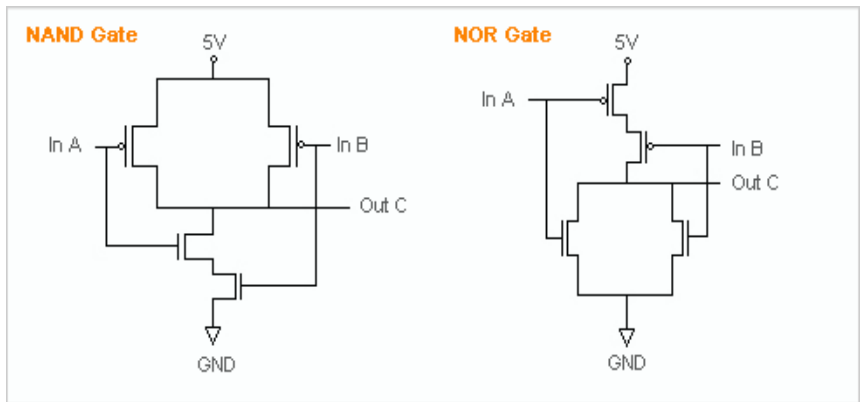 NAND Gate
5V
In A
In B
Out C
GND
NOR Gate
5V
In A
In B
Out C
GND